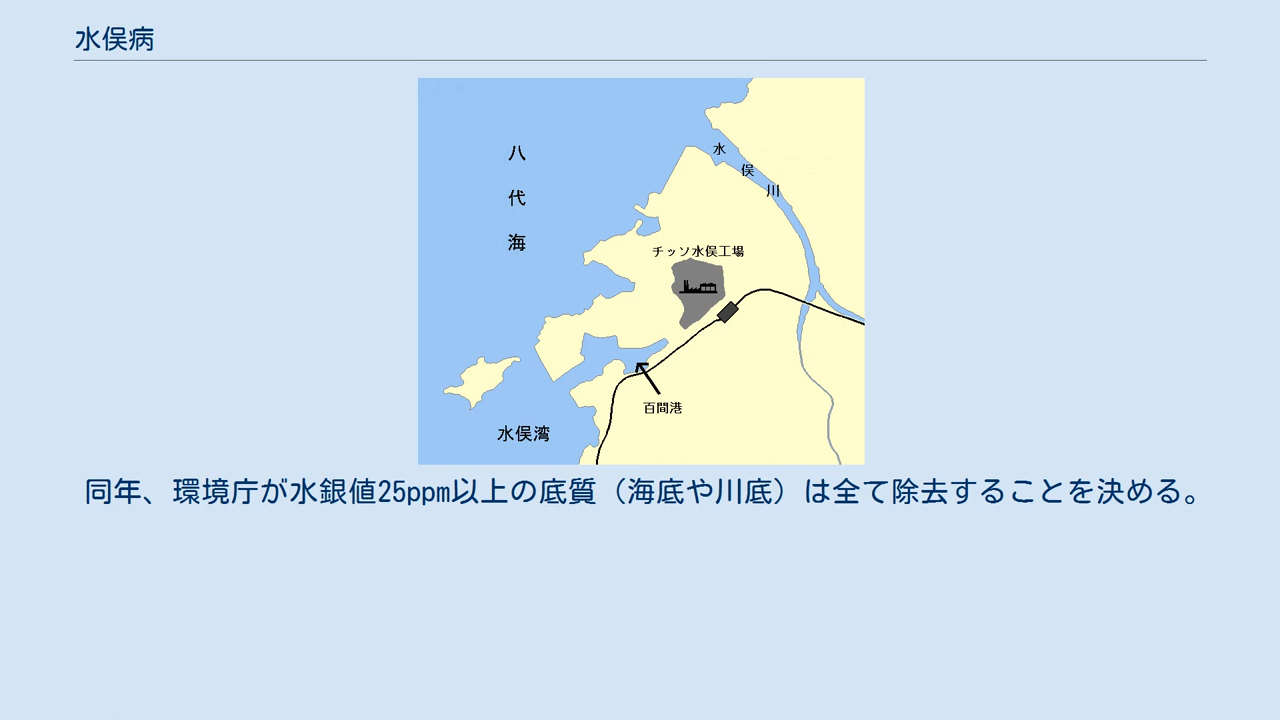 水俣病
八代海
水俣川
チッソ水俣工場
百間港
水俣湾
同年、環境庁が水銀値25ppm以上の底質（海底や川底）は全て除去することを決める。